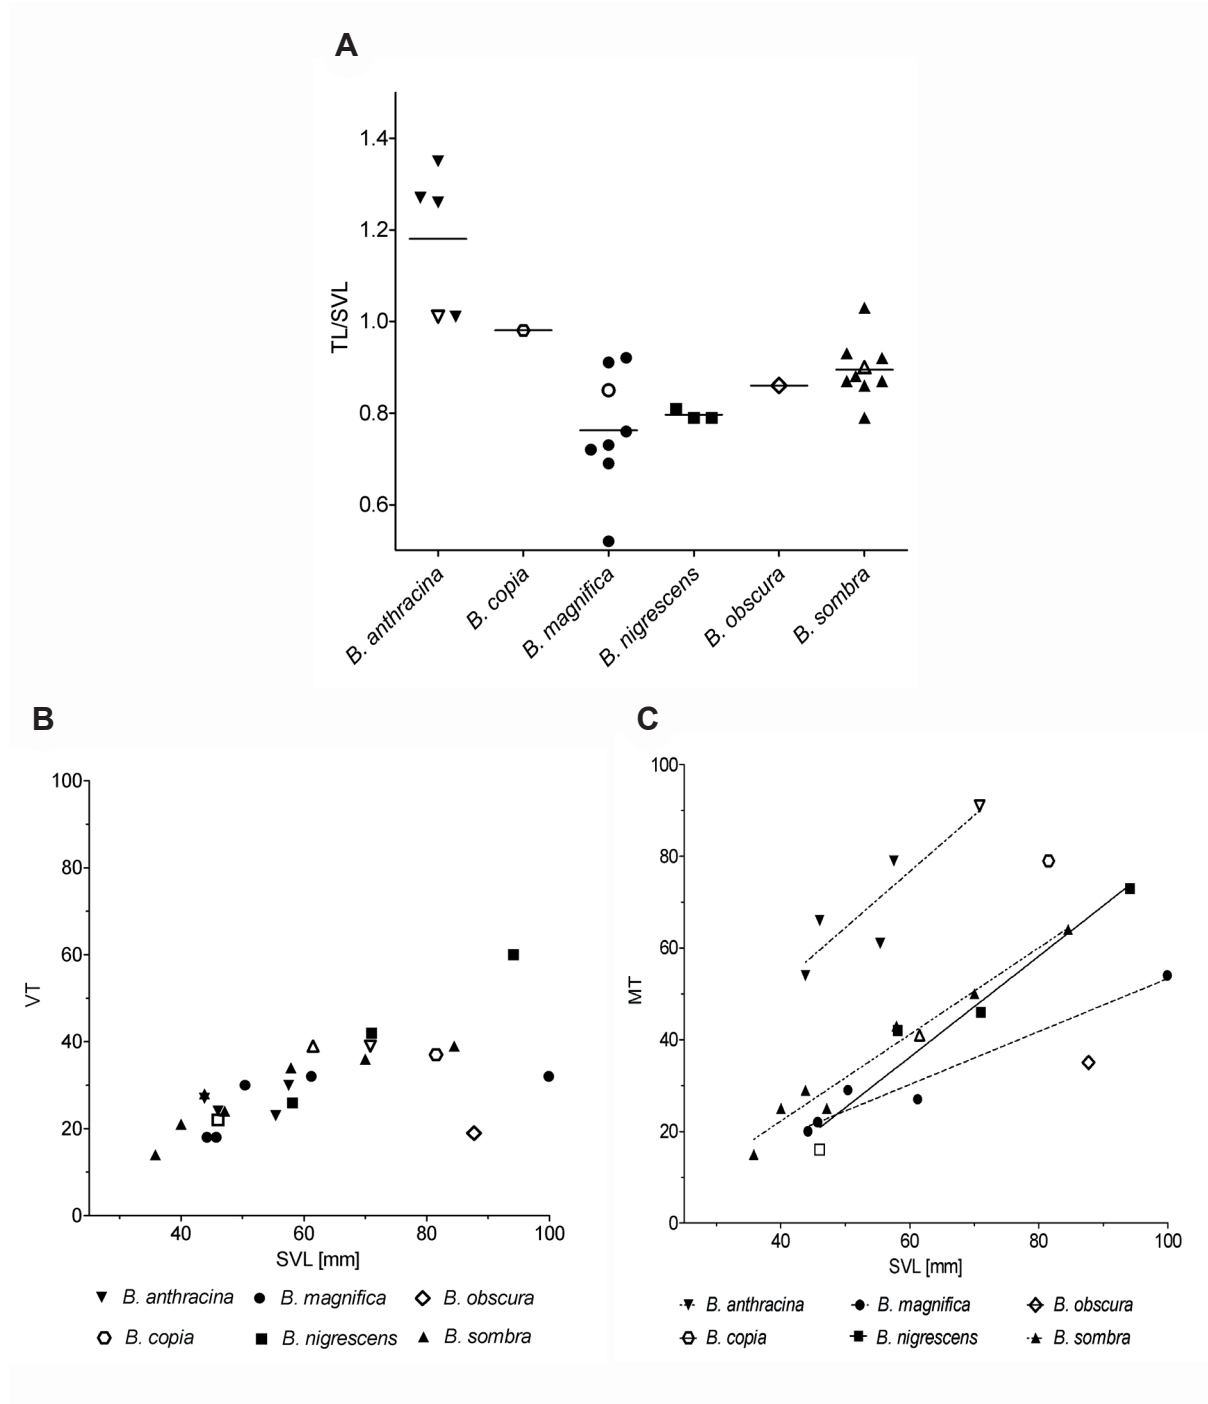 A
1.4
1.2
1.0
0.8
0.6
TL/SVL
B. anthracina
B. copia
B. magnifica
B. nigrescens
B. obscura
B. sombra
B
100
80
60
40
20
0
VT
40 60 80 100
SVL [mm]
B. anthracina B. magnifica B. obscura
B. copia B. nigrescens B. sombra
C
100
80
60
40
20
0
MT
40 60 80 100
SVL [mm]
B. anthracina B. magnifica B. obscura
B. copia B. nigrescens B. sombra